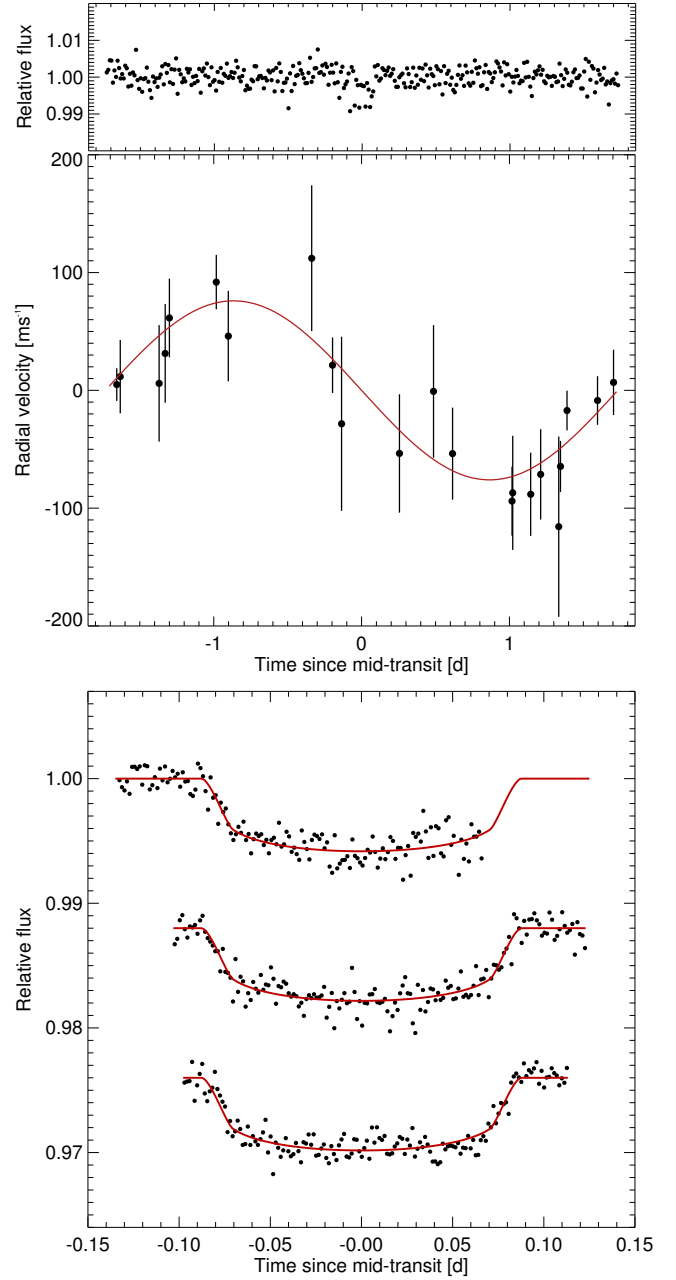 Relative flux
1.01
1.00
0.99
Radial velocity [ms⁻¹]
200
100
0
-100
-200
-1 0 1
Time since mid-transit [d]
Relative flux
1.00
0.99
0.98
0.97
-0.15 -0.10 -0.05 -0.00 0.05 0.10 0.15
Time since mid-transit [d]